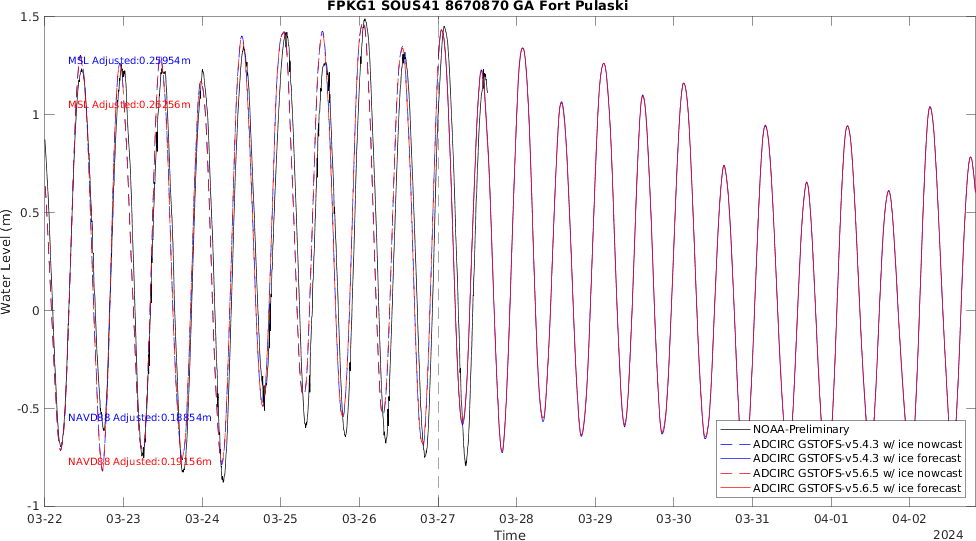 FPKG1 SOUS41 8670870 GA Fort Pulaski
1.5
1
0.5
0
-0.5
-1
Water Level (m)
MSL Adjusted:0.25954m
MSL Adjusted:0.26256m
NAVD88 Adjusted:0.18854m
NAVD88 Adjusted:0.19156m
NOAA-Preliminary
ADCIRC GSTOFS-v5.4.3 w/ ice nowcast
ADCIRC GSTOFS-v5.4.3 w/ ice forecast
ADCIRC GSTOFS-v5.6.5 w/ ice nowcast
ADCIRC GSTOFS-v5.6.5 w/ ice forecast
03-22 03-23 03-24 03-25 03-26 03-27 03-28 03-29 03-30 03-31 04-01 04-02
Time
2024